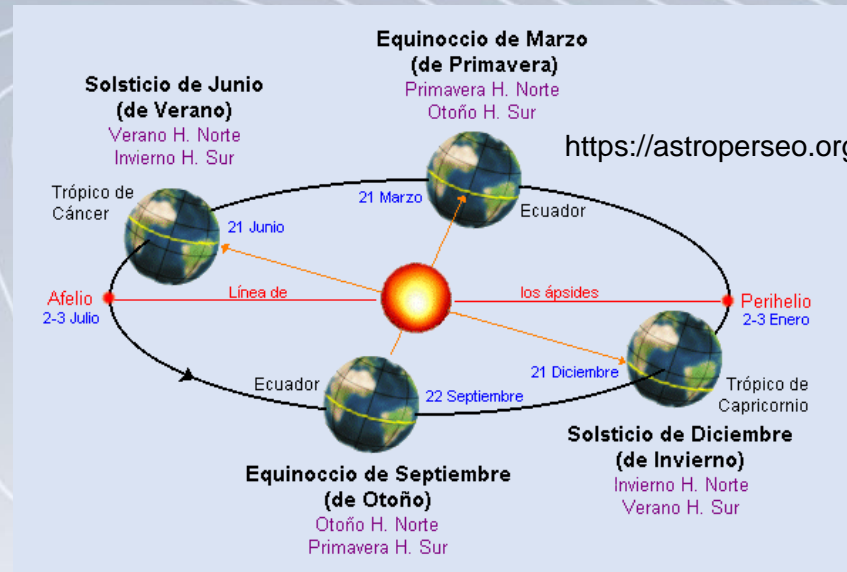 Equinoccio de Marzo
(de Primavera)
Primavera H. Norte
Otoño H. Sur
Solsticio de Junio
(de Verano)
Verano H. Norte
Invierno H. Sur
https://astroperseo.org
Trópico de
Cáncer
21 Junio
21 Marzo
Ecuador
Afelio
2-3 Julio
Línea de
los ápsides
Perihelio
2-3 Enero
Ecuador
22 Septiembre
21 Diciembre
Trópico de
Capricornio
Equinoccio de Septiembre
(de Otoño)
Otoño H. Norte
Primavera H. Sur
Solsticio de Diciembre
(de Invierno)
Invierno H. Norte
Verano H. Sur